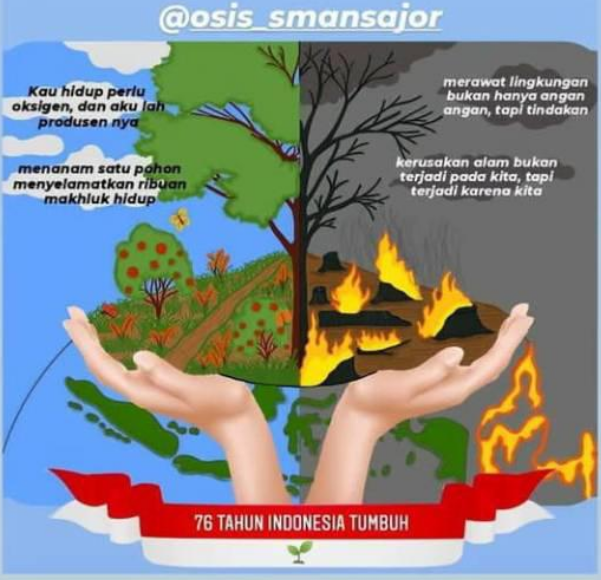 @osis_smansajor
Kau hidup perlu
oksigen, dan aku lah
produsen nya
menanam satu pohon
menyelamatkan ribuan
makhluk hidup
merawat lingkungan
bukan hanya angan
angan, tapi tindakan
kerusakan alam bukan
terjadi pada kita, tapi
terjadi karena kita
76 TAHUN INDONESIA TUMBUH